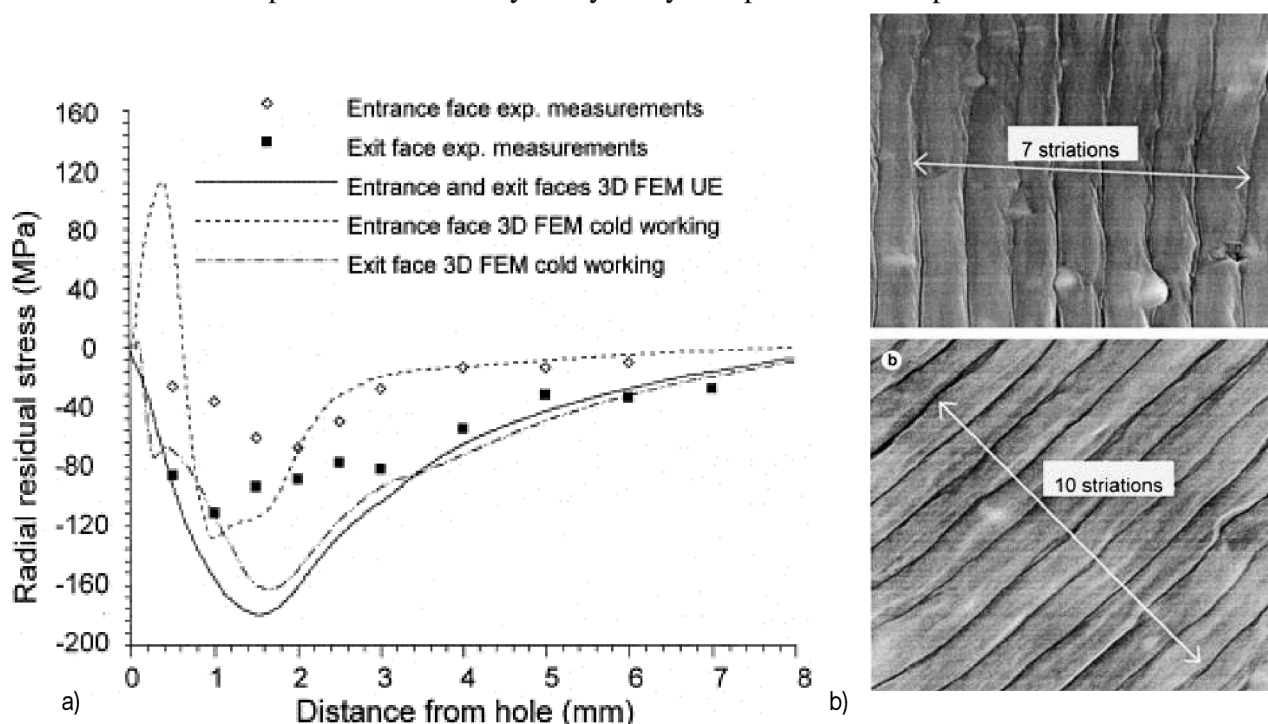 160
120
80
40
0
-40
-80
-120
-160
-200
Radial residual stress (MPa)
Entrance face exp. measurements
Exit face exp. measurements
Entrance and exit faces 3D FEM UE
Entrance face 3D FEM cold working
Exit face 3D FEM cold working
0 1 2 3 4 5 6 7 8
Distance from hole (mm)
a)
7 striations
b
10 striations
b)